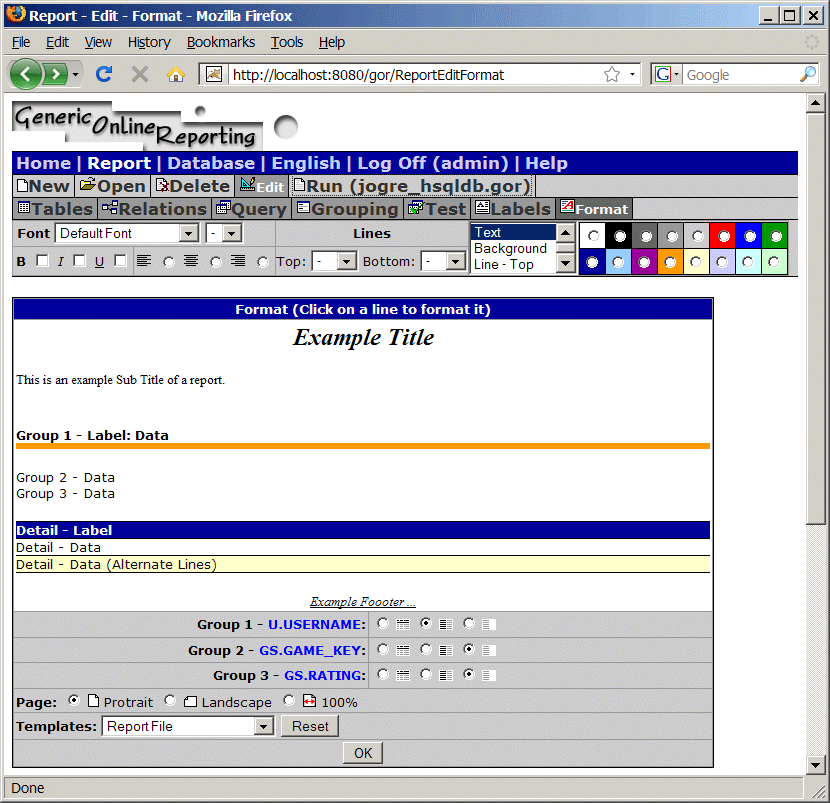 Report - Edit - Format - Mozilla Firefox
File Edit View History Bookmarks Tools Help
http://localhost:8080/gor/ReportEditFormat
G Google
Generic Online Reporting
Home | Report | Database | English | Log Off (admin) | Help
New Open Delete Edit Run (jogre_hsqldb.gor)
Tables Relations Query Grouping Test Labels Format
Font Default Font - Lines Text
Background
B I U Top: - Bottom: - Line - Top
Format (Click on a line to format it)
Example Title
This is an example Sub Title of a report.
Group 1 - Label: Data
Group 2 - Data
Group 3 - Data
Detail - Label
Detail - Data
Detail - Data (Alternate Lines)
Example Foooter ...
Group 1 - U.USERNAME:
Group 2 - GS.GAME_KEY:
Group 3 - GS.RATING:
Page: Protrait Landscape 100%
Templates: Report File Reset
OK
Done